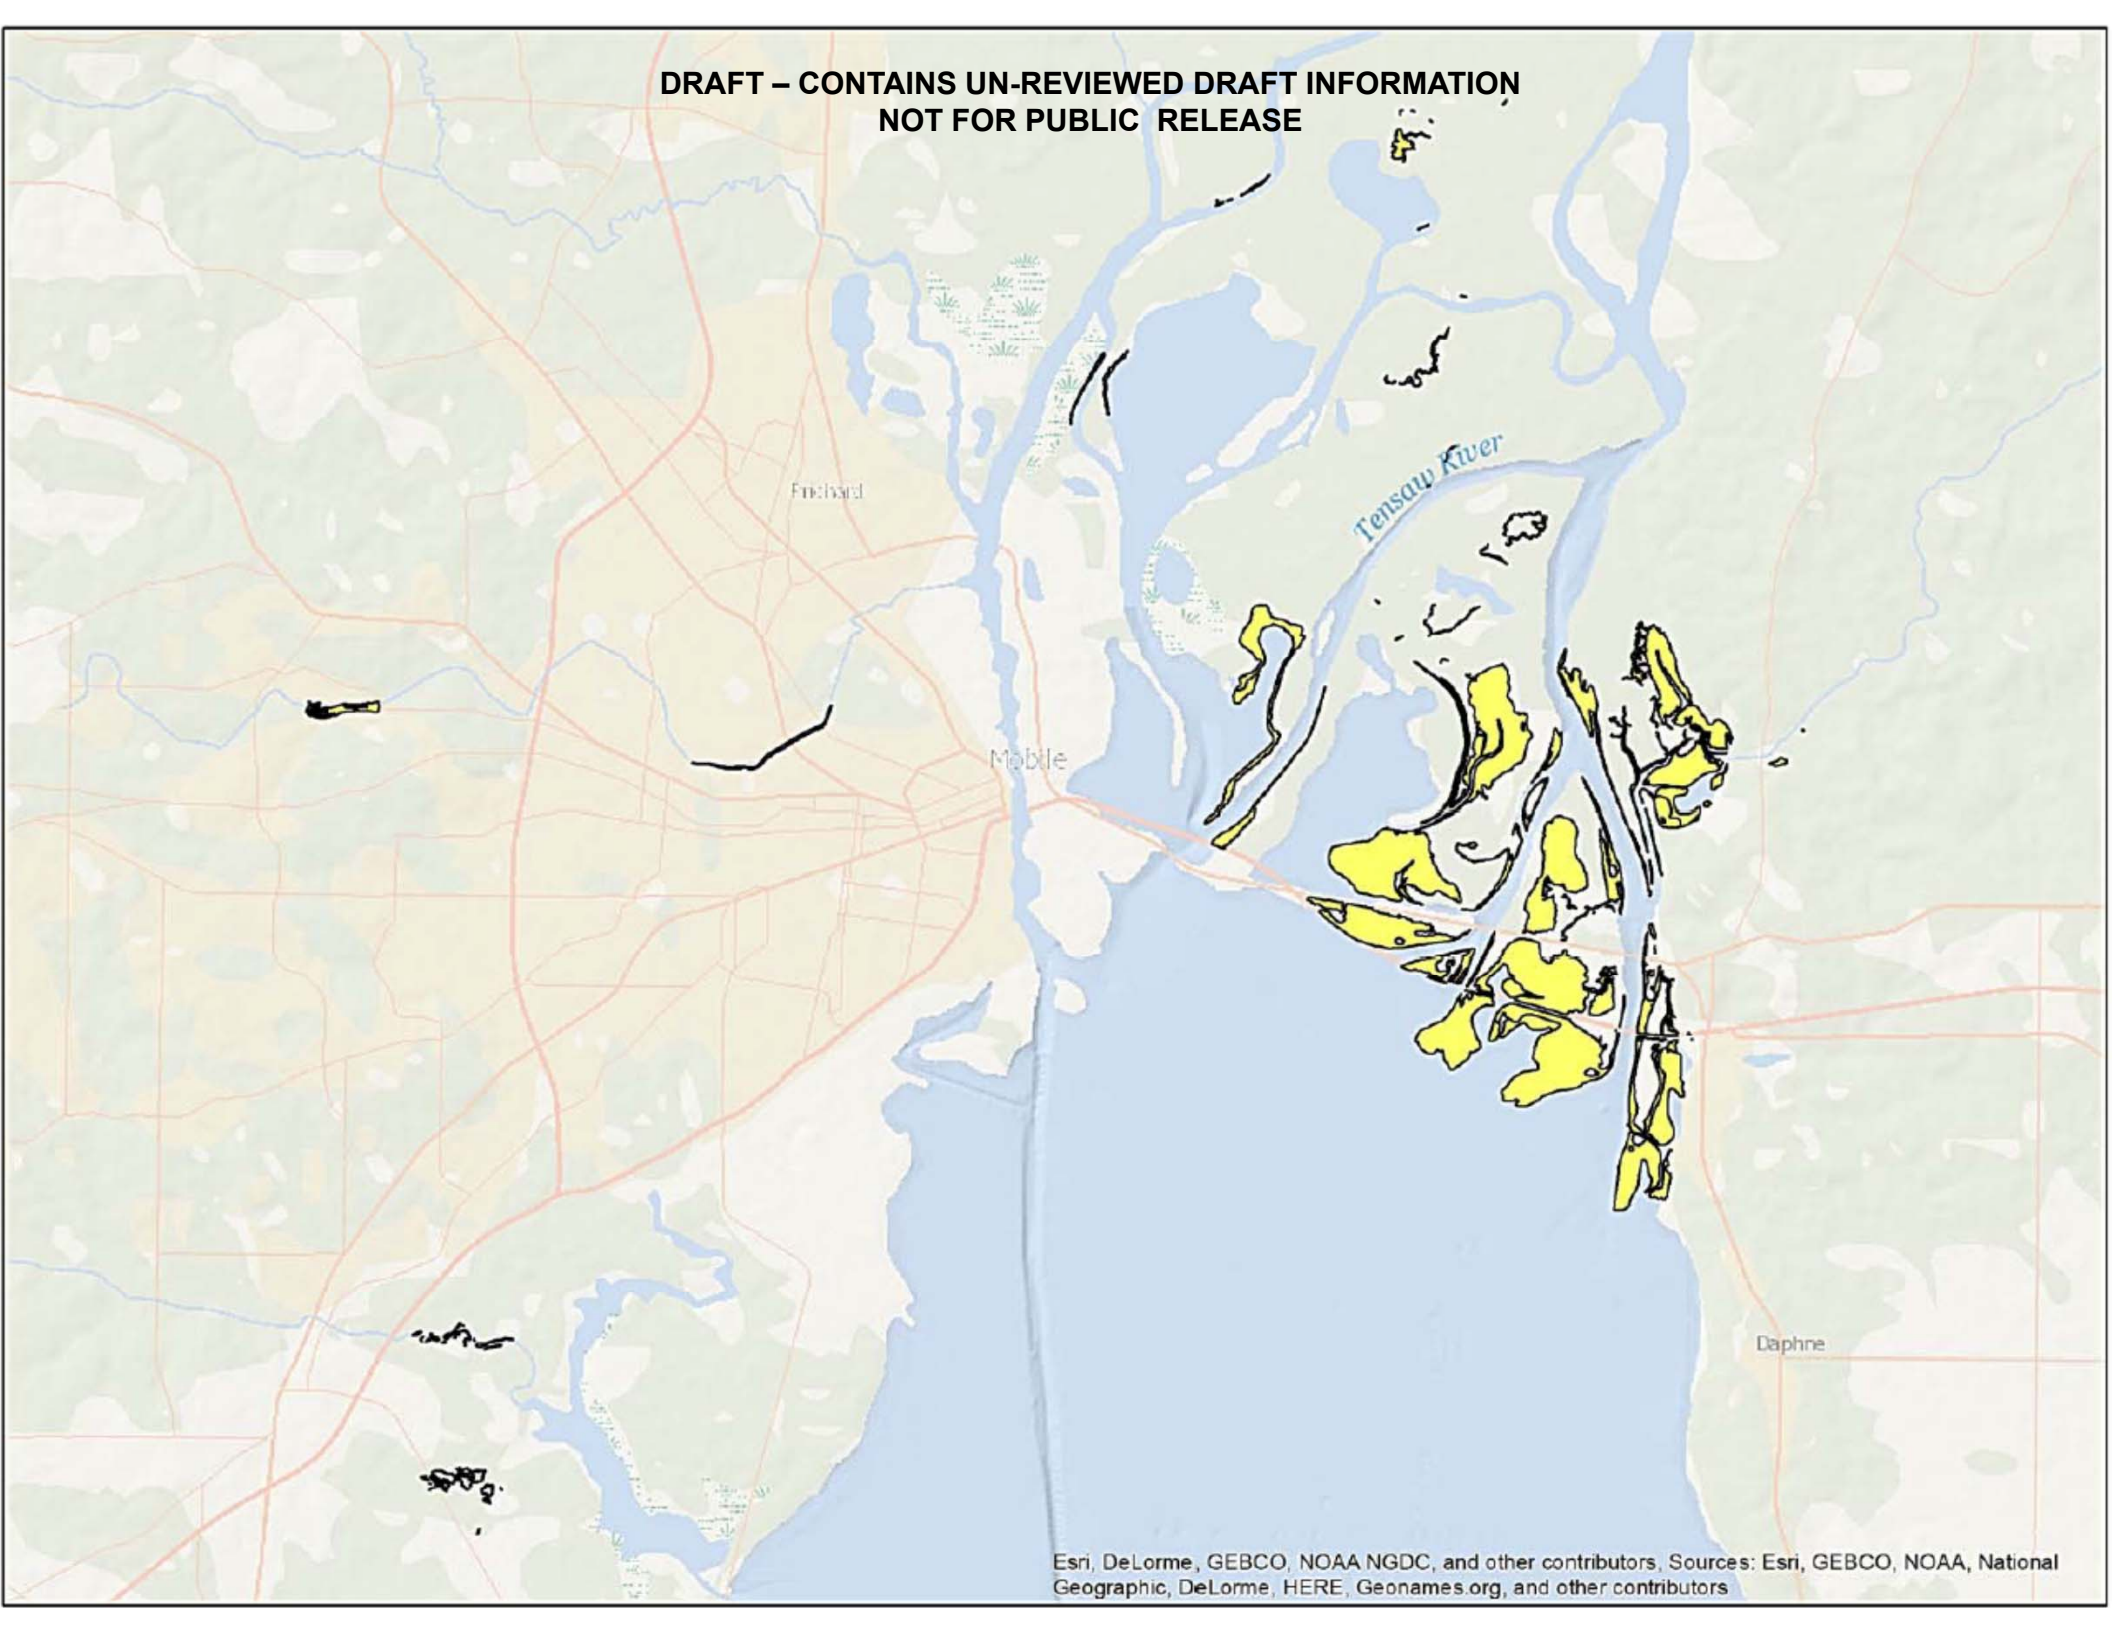 DRAFT – CONTAINS UN-REVIEWED DRAFT INFORMATION
NOT FOR PUBLIC RELEASE
Tensaw River
Prichard
Mobile
Daphne
Esri, DeLorme, GEBCO, NOAA NGDC, and other contributors, Sources: Esri, GEBCO, NOAA, National
Geographic, DeLorme, HERE, Geonames.org, and other contributors